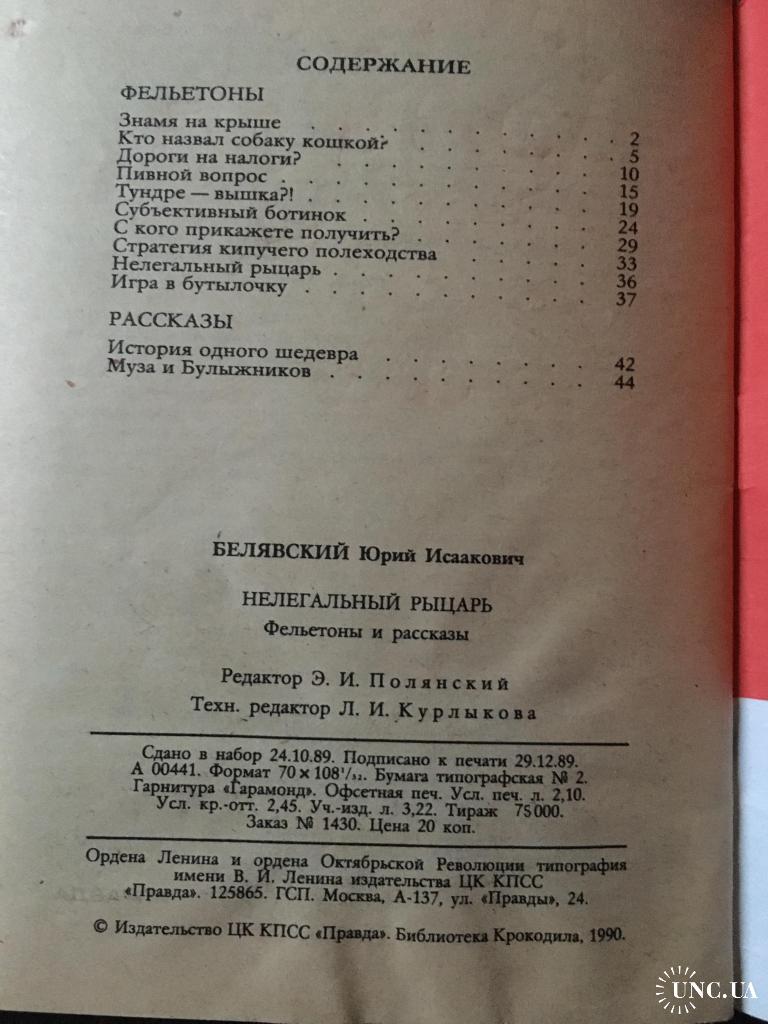 СОДЕРЖАНИЕ
ФЕЛЬЕТОНЫ
Знамя на крыше . . . . . . . . 2
Кто назвал собаку кошкой? . . . . . . 5
Дороги на налоги? . . . . . . . . 10
Пивной вопрос . . . . . . . . . 15
Тундре — вышка?! . . . . . . . . 19
Субъективный ботинок . . . . . . . 24
С кого прикажете получить? . . . . . . 29
Стратегия кипучего полеходства . . . . . 33
Нелегальный рыцарь . . . . . . . . 36
Игра в бутылочку . . . . . . . . 37
РАССКАЗЫ
История одного шедевра . . . . . . . 42
Муза и Булыжников . . . . . . . . 44
БЕЛЯВСКИЙ Юрий Исаакович
НЕЛЕГАЛЬНЫЙ РЫЦАРЬ
Фельетоны и рассказы
Редактор Э. И. Полянский
Техн. редактор Л. И. Курлыкова
Сдано в набор 24.10.89. Подписано к печати 29.12.89.
А 00441. Формат 70 × 108¹/₃₂. Бумага типографская № 2.
Гарнитура «Гарамонд». Офсетная печ. Усл. печ. л. 2,10.
Усл. кр.-отт. 2,45. Уч.-изд. л. 3,22. Тираж 75000.
Заказ № 1430. Цена 20 коп.
Ордена Ленина и ордена Октябрьской Революции типография
имени В. И. Ленина издательства ЦК КПСС
«Правда». 125865. ГСП. Москва, А-137, ул. «Правды», 24.
© Издательство ЦК КПСС «Правда». Библиотека Крокодила, 1990.
UNC.UA